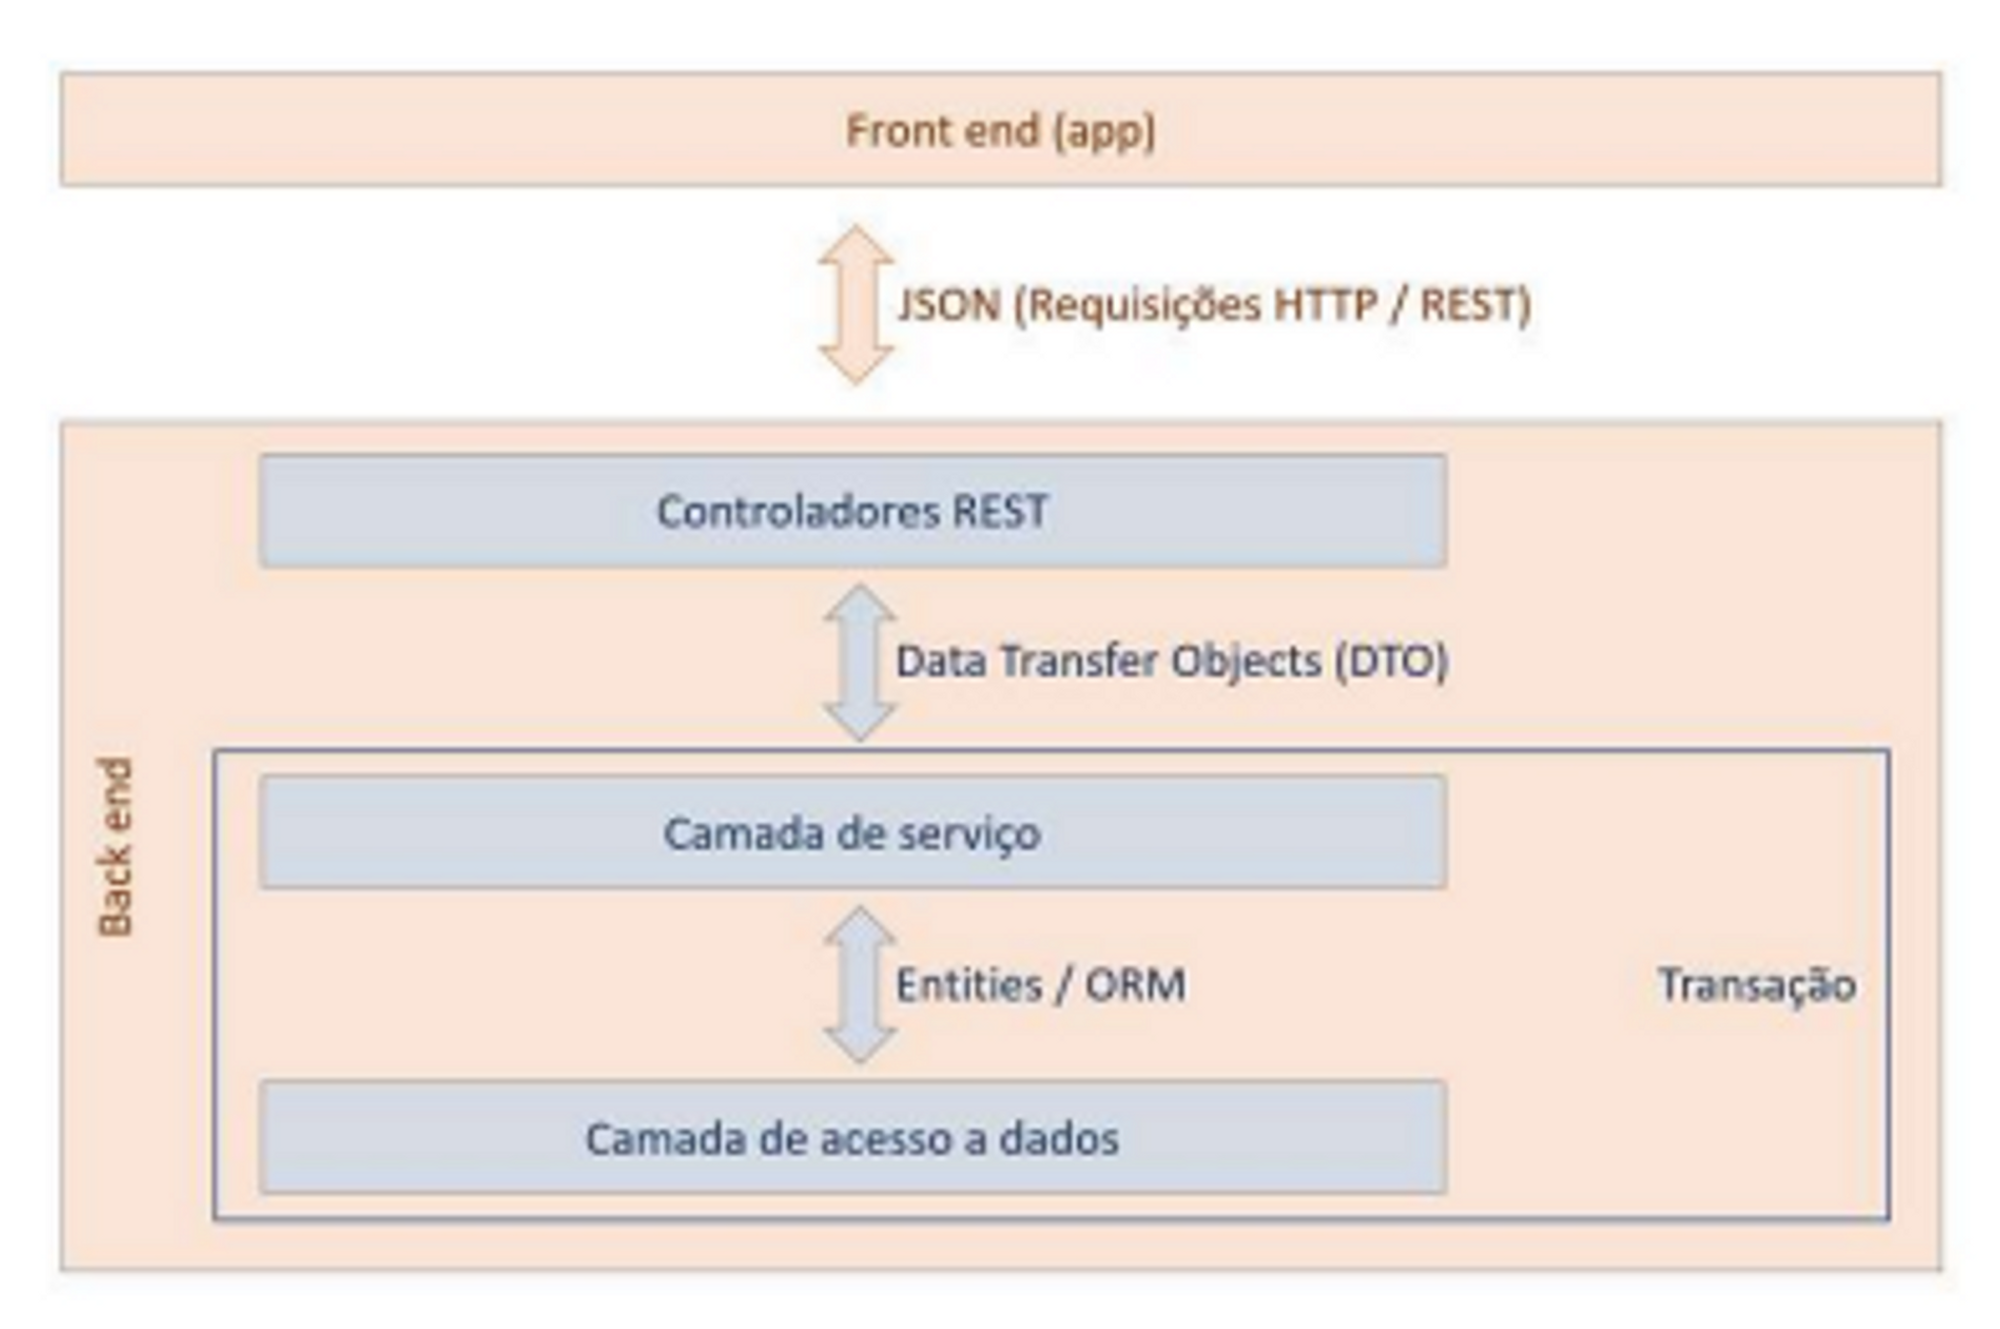 Front end (app)
JSON (Requisições HTTP / REST)
Controladores REST
Data Transfer Objects (DTO)
Back end
Camada de serviço
Entities / ORM
Transação
Camada de acesso a dados